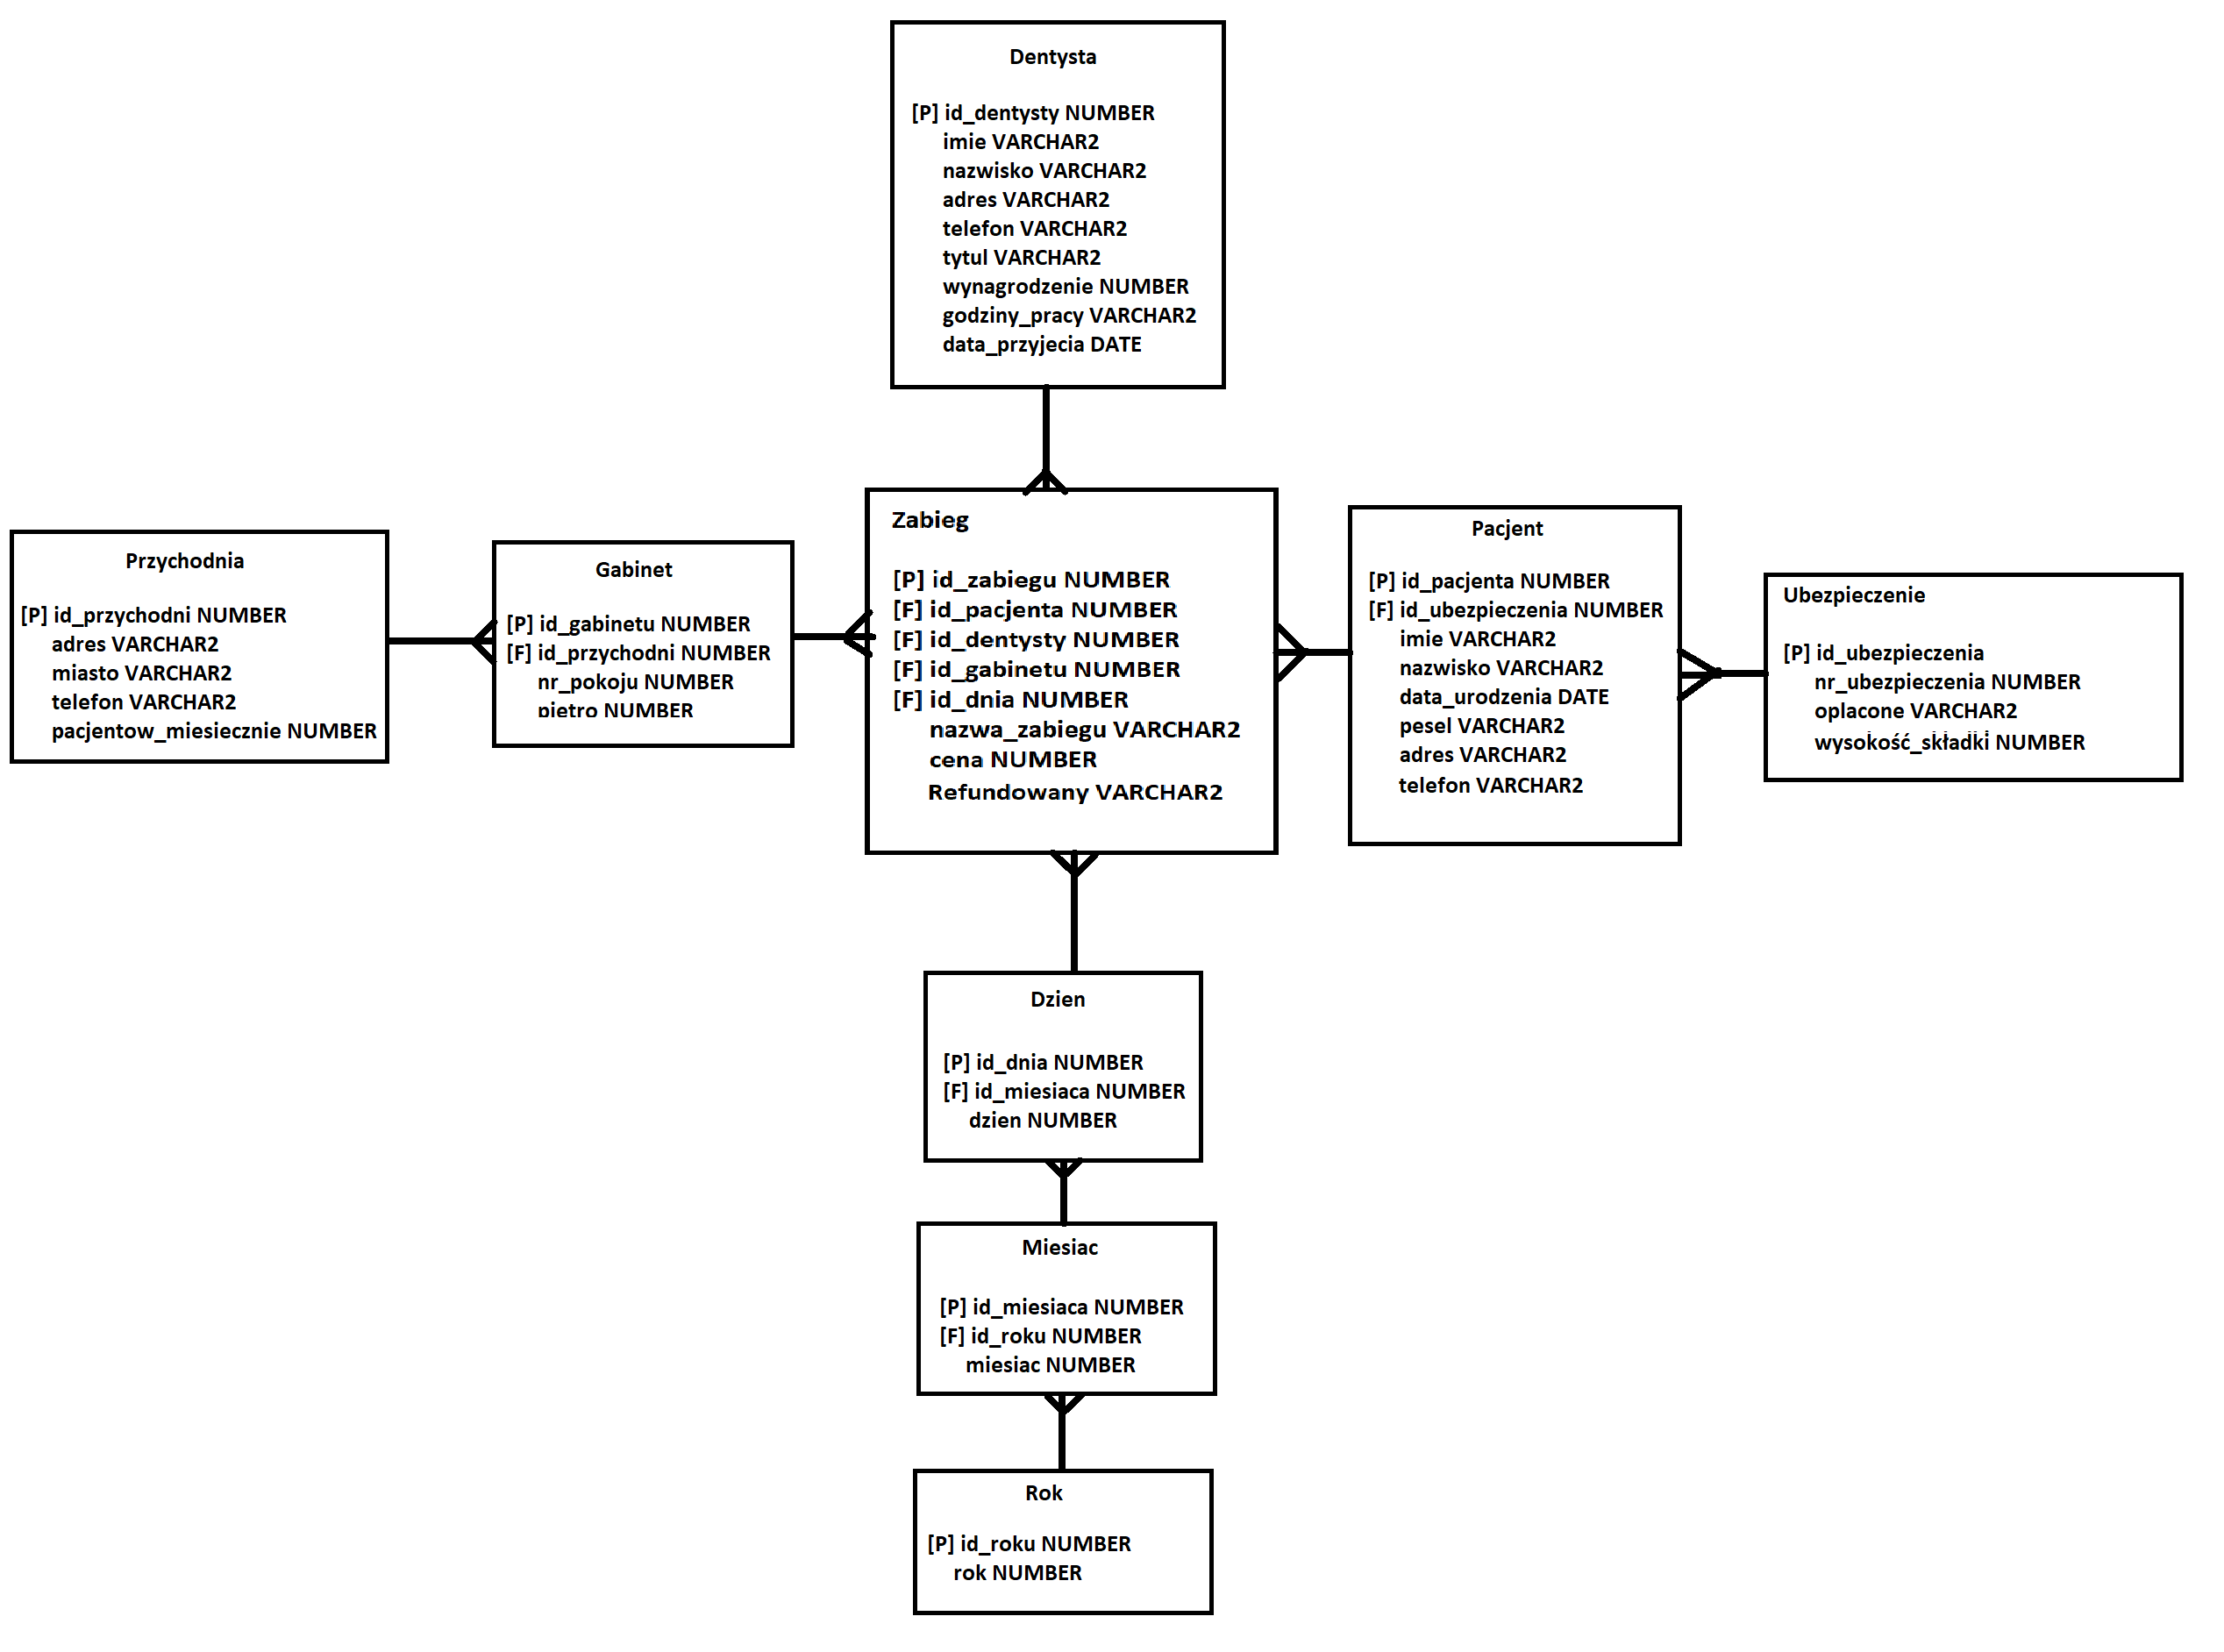 Dentysta
[P] id_dentysty NUMBER
imie VARCHAR2
nazwisko VARCHAR2
adres VARCHAR2
telefon VARCHAR2
tytul VARCHAR2
wynagrodzenie NUMBER
godziny_pracy VARCHAR2
data_przyjecia DATE
Przychodnia
[P] id_przychodni NUMBER
adres VARCHAR2
miasto VARCHAR2
telefon VARCHAR2
pacjentow_miesiecznie NUMBER
Gabinet
[P] id_gabinetu NUMBER
[F] id_przychodni NUMBER
nr_pokoju NUMBER
pietro NUMBER
Zabieg
[P] id_zabiegu NUMBER
[F] id_pacjenta NUMBER
[F] id_dentysty NUMBER
[F] id_gabinetu NUMBER
[F] id_dnia NUMBER
nazwa_zabiegu VARCHAR2
cena NUMBER
Refundowany VARCHAR2
Pacjent
[P] id_pacjenta NUMBER
[F] id_ubezpieczenia NUMBER
imie VARCHAR2
nazwisko VARCHAR2
data_urodzenia DATE
pesel VARCHAR2
adres VARCHAR2
telefon VARCHAR2
Ubezpieczenie
[P] id_ubezpieczenia
nr_ubezpieczenia NUMBER
oplacone VARCHAR2
wysokość_składki NUMBER
Dzien
[P] id_dnia NUMBER
[F] id_miesiaca NUMBER
dzien NUMBER
Miesiac
[P] id_miesiaca NUMBER
[F] id_roku NUMBER
miesiac NUMBER
Rok
[P] id_roku NUMBER
rok NUMBER